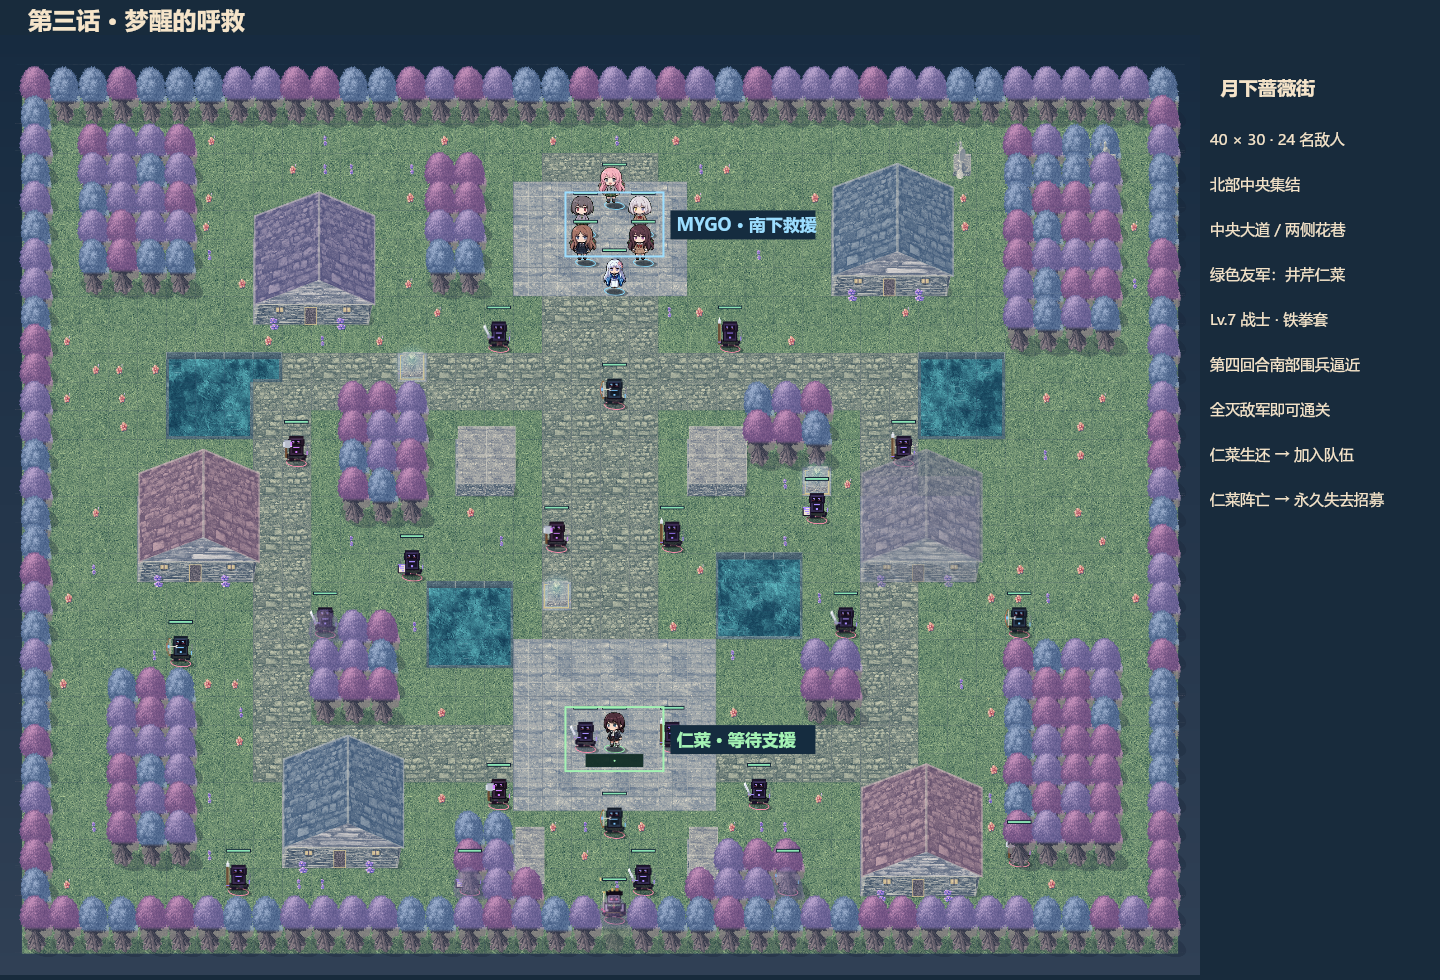 第三话 · 梦醒的呼救
月下蔷薇街
40 × 30 · 24 名敌人
北部中央集结
中央大道 / 两侧花巷
绿色友军：井芹仁菜
Lv.7 战士 · 铁拳套
第四回合南部围兵逼近
全灭敌军即可通关
仁菜生还 → 加入队伍
仁菜阵亡 → 永久失去招募
MYGO · 南下救援
仁菜 · 等待支援